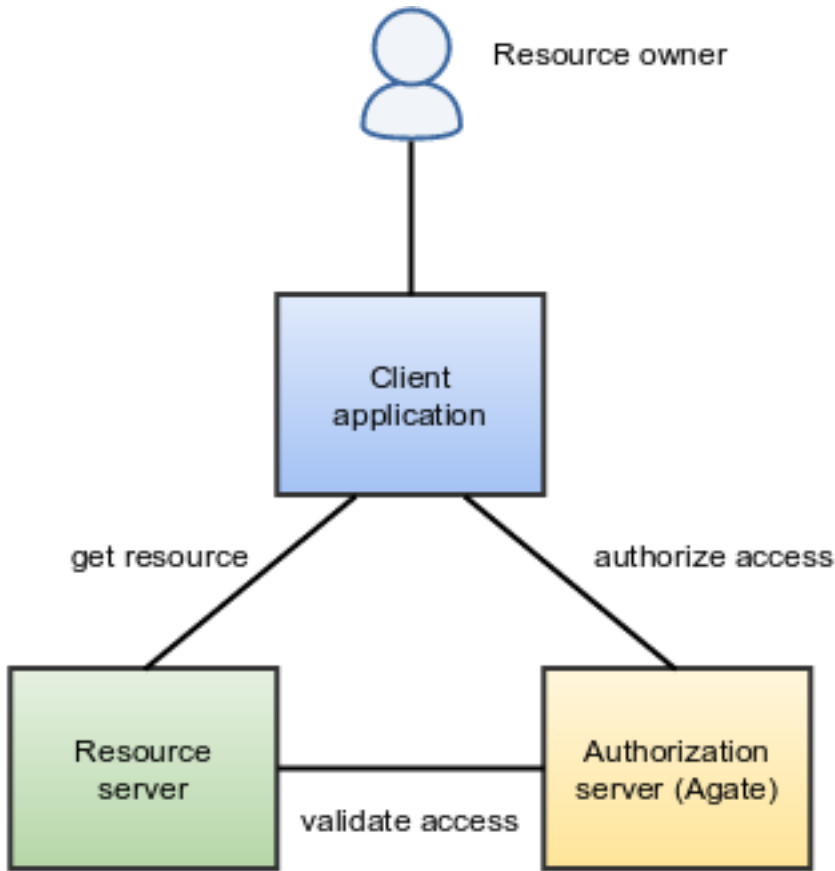 Resource owner
Client
application
get resource
authorize access
Resource
server
Authorization
server (Agate)
validate access